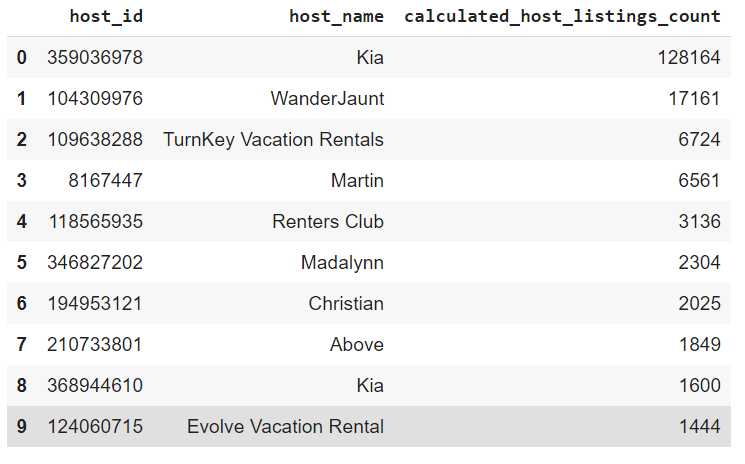 host_id host_name calculated_host_listings_count
0 359036978 Kia 128164
1 104309976 WanderJaunt 17161
2 109638288 TurnKey Vacation Rentals 6724
3 8167447 Martin 6561
4 118565935 Renters Club 3136
5 346827202 Madalynn 2304
6 194953121 Christian 2025
7 210733801 Above 1849
8 368944610 Kia 1600
9 124060715 Evolve Vacation Rental 1444